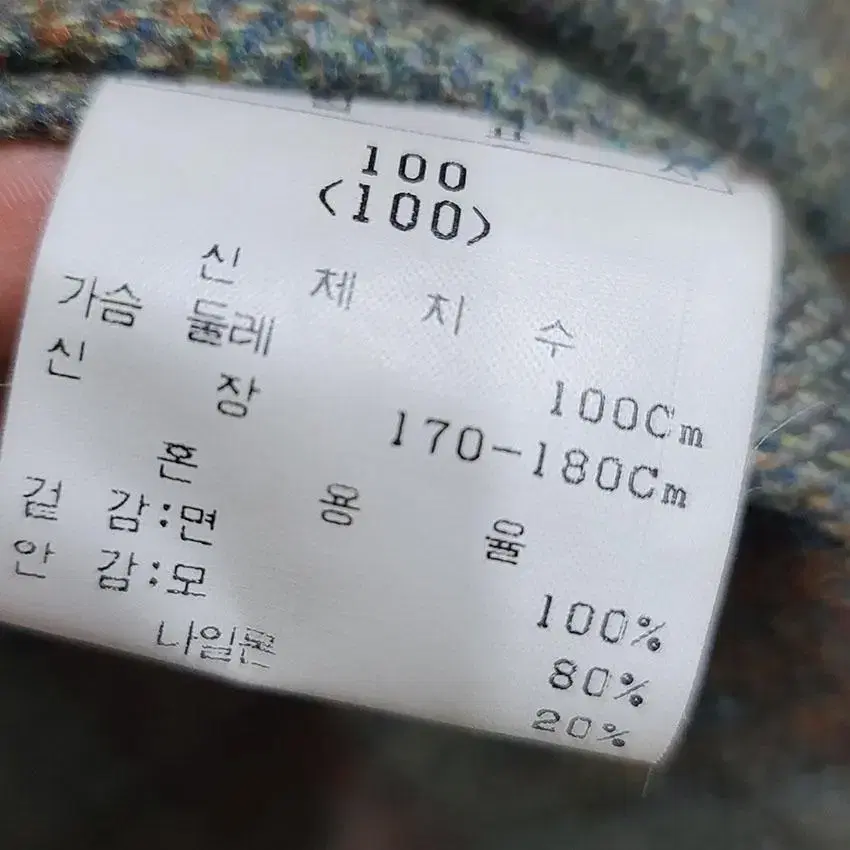 100
<100>
신 체 치 수
가슴 둘레 100Cm
신 장 170-180Cm
혼 용 율
겉 감:면 100%
안 감:모 80%
나일론 20%